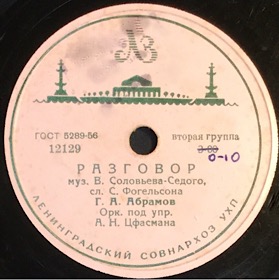 ЛЗ
ГОСТ 5289-56
12129
вторая группа
0-10
РАЗГОВОР
муз. В. Соловьева-Седого,
сл. С. Фогельсона
Г. А. Абрамов
Орк. под упр.
А. Н. Цфасмана
ЛЕНИНГРАДСКИЙ СОВНАРХОЗ УХП